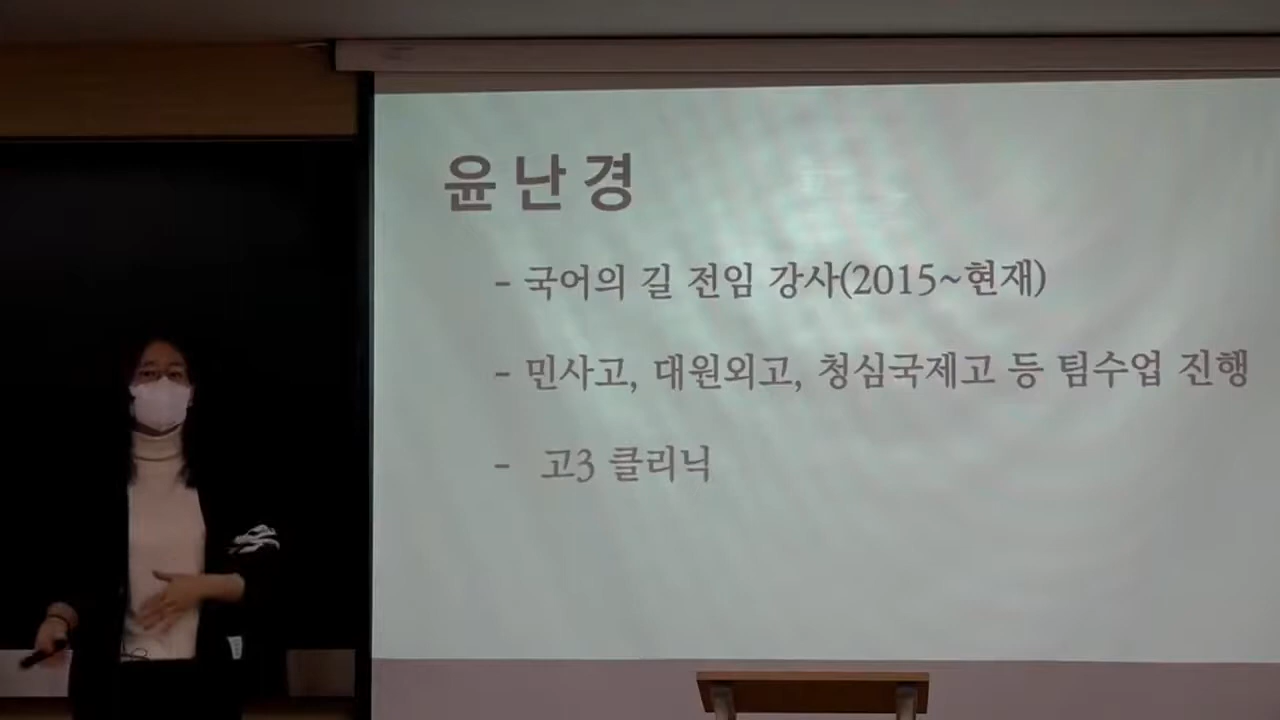 윤난경
- 국어의 길 전임 강사(2015~현재)
- 민사고, 대원외고, 청심국제고 등 팀수업 진행
- 고3 클리닉